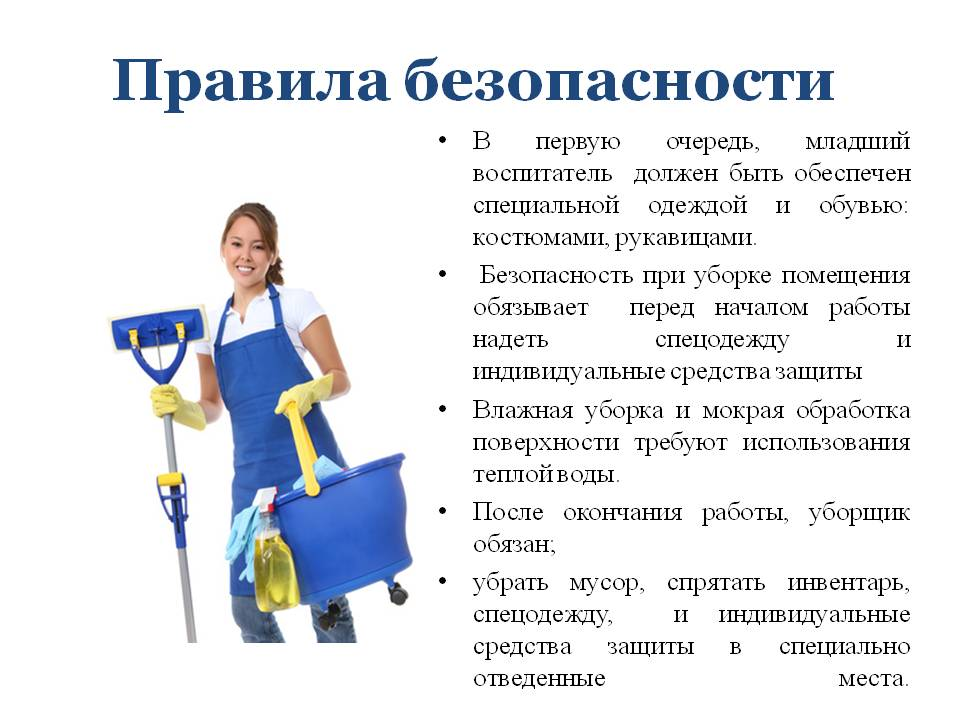 Правила безопасности
• В первую очередь, младший
воспитатель должен быть обеспечен
специальной одеждой и обувью:
костюмами, рукавицами.
• Безопасность при уборке помещения
обязывает перед началом работы
надеть спецодежду и
индивидуальные средства защиты
• Влажная уборка и мокрая обработка
поверхности требуют использования
теплой воды.
• После окончания работы, уборщик
обязан;
• убрать мусор, спрятать инвентарь,
спецодежду, и индивидуальные
средства защиты в специально
отведенные места.